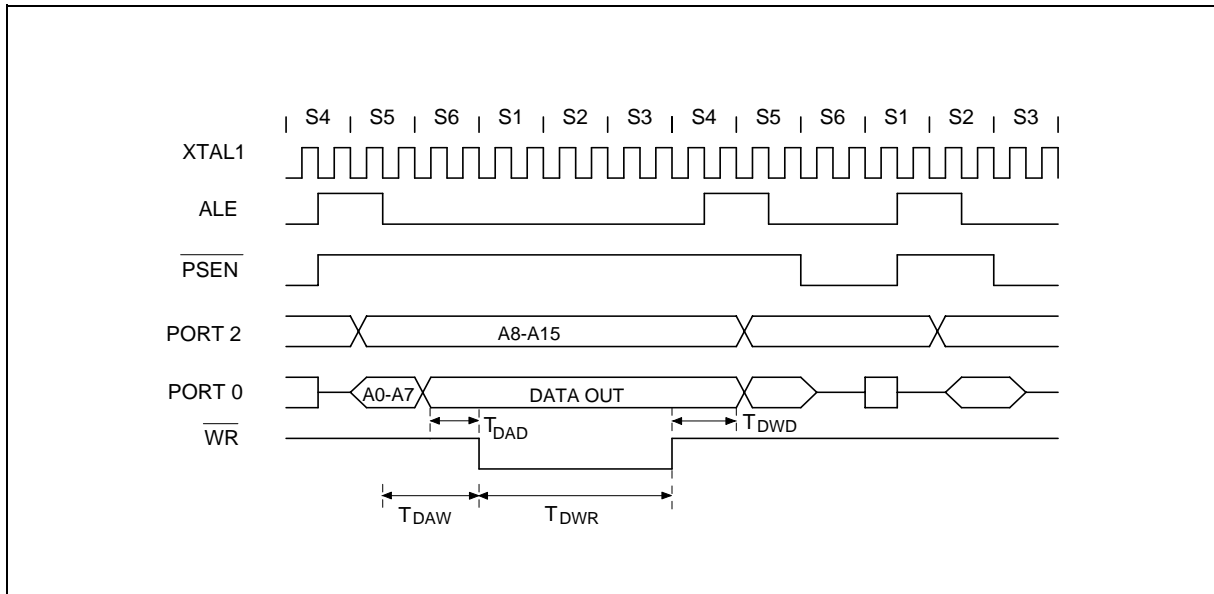 S4 S5 S6 S1 S2 S3 S4 S5 S6 S1 S2 S3
XTAL1
ALE
PSEN
PORT 2 A8-A15
PORT 0 A0-A7 DATA OUT
TDAD TDWD
WR
TDAW TDWR